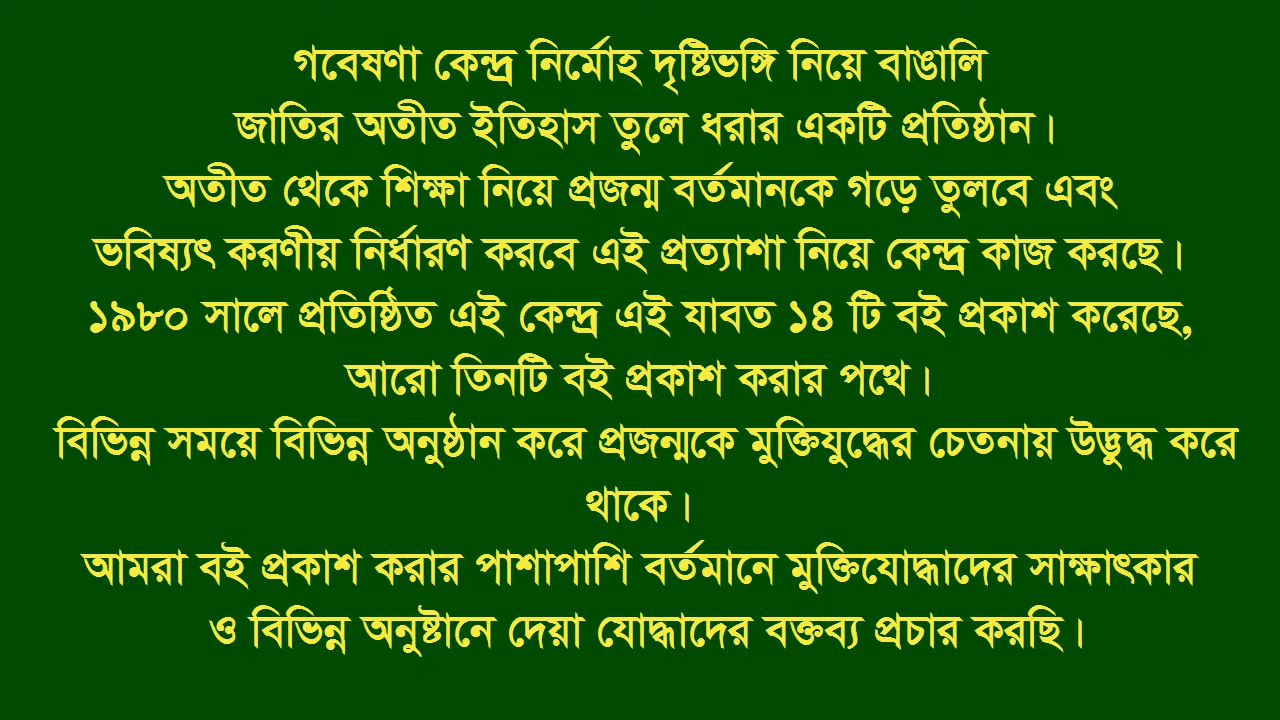 গবেষণা কেন্দ্র নির্মোহ দৃষ্টিভঙ্গি নিয়ে বাঙালি
জাতির অতীত ইতিহাস তুলে ধরার একটি প্রতিষ্ঠান।
অতীত থেকে শিক্ষা নিয়ে প্রজন্ম বর্তমানকে গড়ে তুলবে এবং
ভবিষ্যৎ করণীয় নির্ধারণ করবে এই প্রত্যাশা নিয়ে কেন্দ্র কাজ করছে।
১৯৮০ সালে প্রতিষ্ঠিত এই কেন্দ্র এই যাবত ১৪ টি বই প্রকাশ করেছে,
আরো তিনটি বই প্রকাশ করার পথে।
বিভিন্ন সময়ে বিভিন্ন অনুষ্ঠান করে প্রজন্মকে মুক্তিযুদ্ধের চেতনায় উদ্ভুদ্ধ করে
থাকে।
আমরা বই প্রকাশ করার পাশাপাশি বর্তমানে মুক্তিযোদ্ধাদের সাক্ষাৎকার
ও বিভিন্ন অনুষ্টানে দেয়া যোদ্ধাদের বক্তব্য প্রচার করছি।